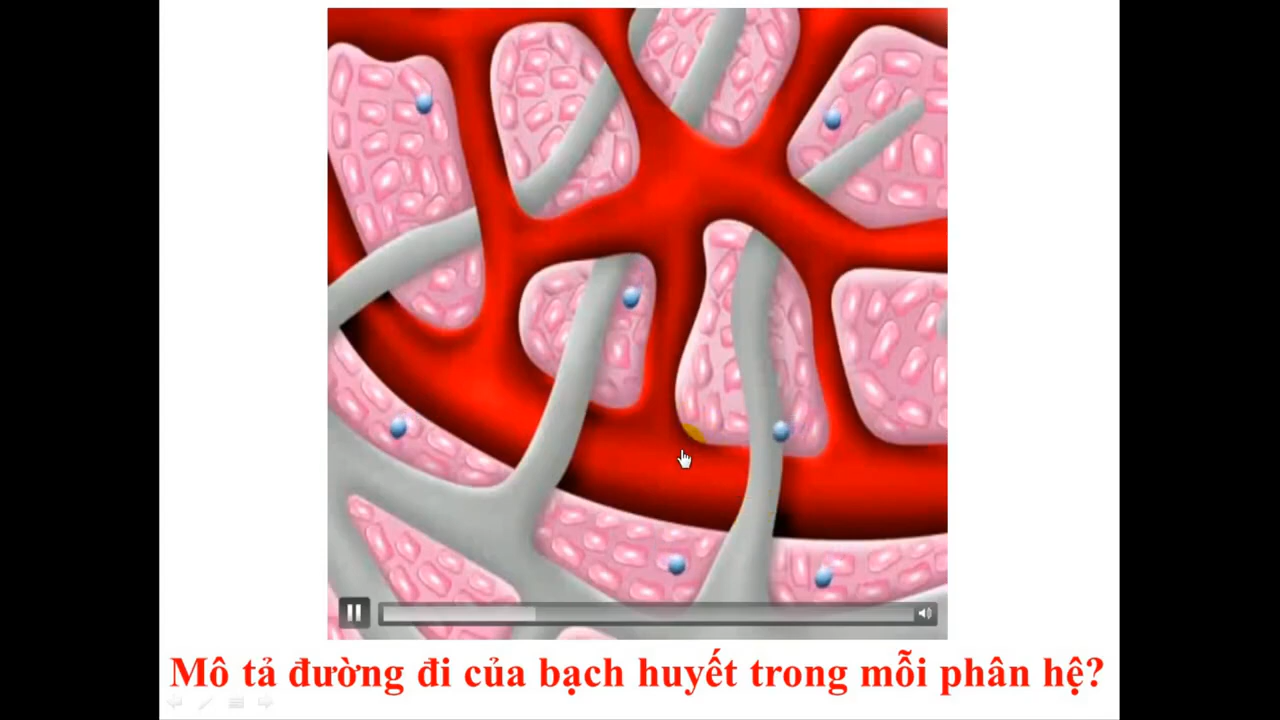 Mô tả đường đi của bạch huyết trong mỗi phân hệ?